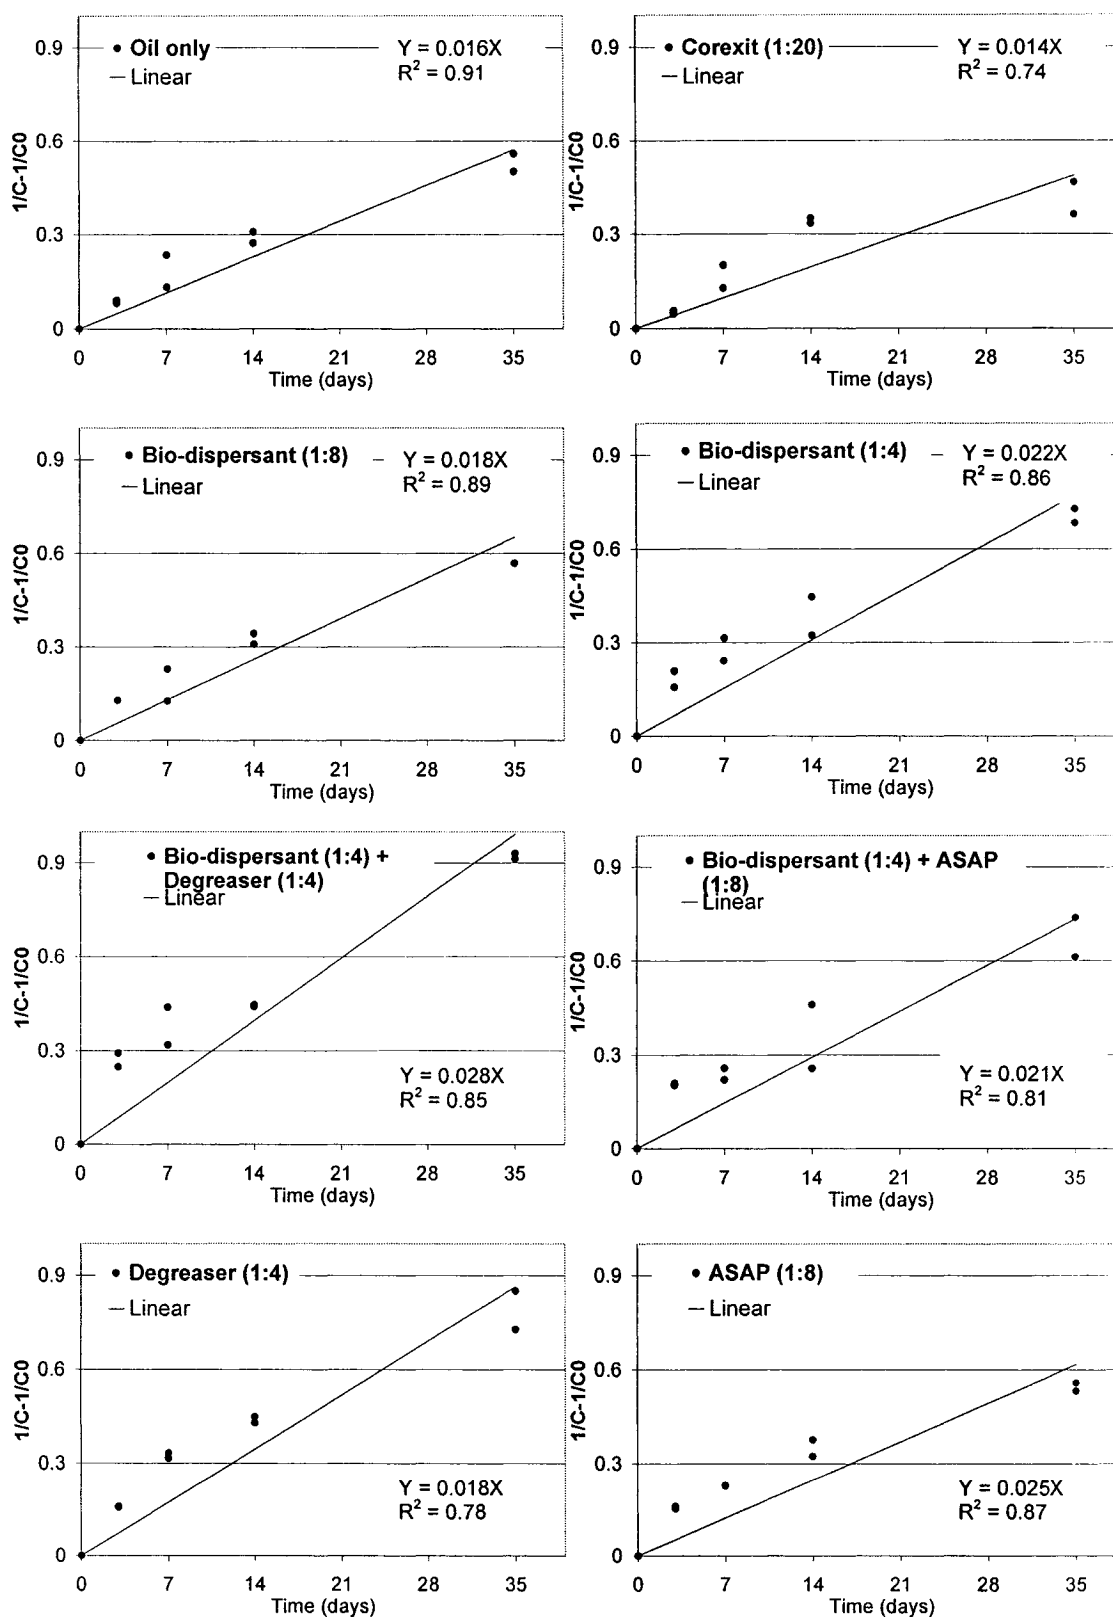 0.9
0.6
0.3
0
1/C-1/C0
• Oil only
— Linear
Y = 0.016X
R² = 0.91
0 7 14 21 28 35
Time (days)
0.9
0.6
0.3
0
1/C-1/C0
• Corexit (1:20)
— Linear
Y = 0.014X
R² = 0.74
0 7 14 21 28 35
Time (days)
0.9
0.6
0.3
0
1/C-1/C0
• Bio-dispersant (1:8)
— Linear
Y = 0.018X
R² = 0.89
0 7 14 21 28 35
Time (days)
0.9
0.6
0.3
0
1/C-1/C0
• Bio-dispersant (1:4)
— Linear
Y = 0.022X
R² = 0.86
0 7 14 21 28 35
Time (days)
0.9
0.6
0.3
0
1/C-1/C0
• Bio-dispersant (1:4) +
Degreaser (1:4)
— Linear
Y = 0.028X
R² = 0.85
0 7 14 21 28 35
Time (days)
0.9
0.6
0.3
0
1/C-1/C0
• Bio-dispersant (1:4) + ASAP
(1:8)
— Linear
Y = 0.021X
R² = 0.81
0 7 14 21 28 35
Time (days)
0.9
0.6
0.3
0
1/C-1/C0
• Degreaser (1:4)
— Linear
Y = 0.018X
R² = 0.78
0 7 14 21 28 35
Time (days)
0.9
0.6
0.3
0
1/C-1/C0
• ASAP (1:8)
— Linear
Y = 0.025X
R² = 0.87
0 7 14 21 28 35
Time (days)